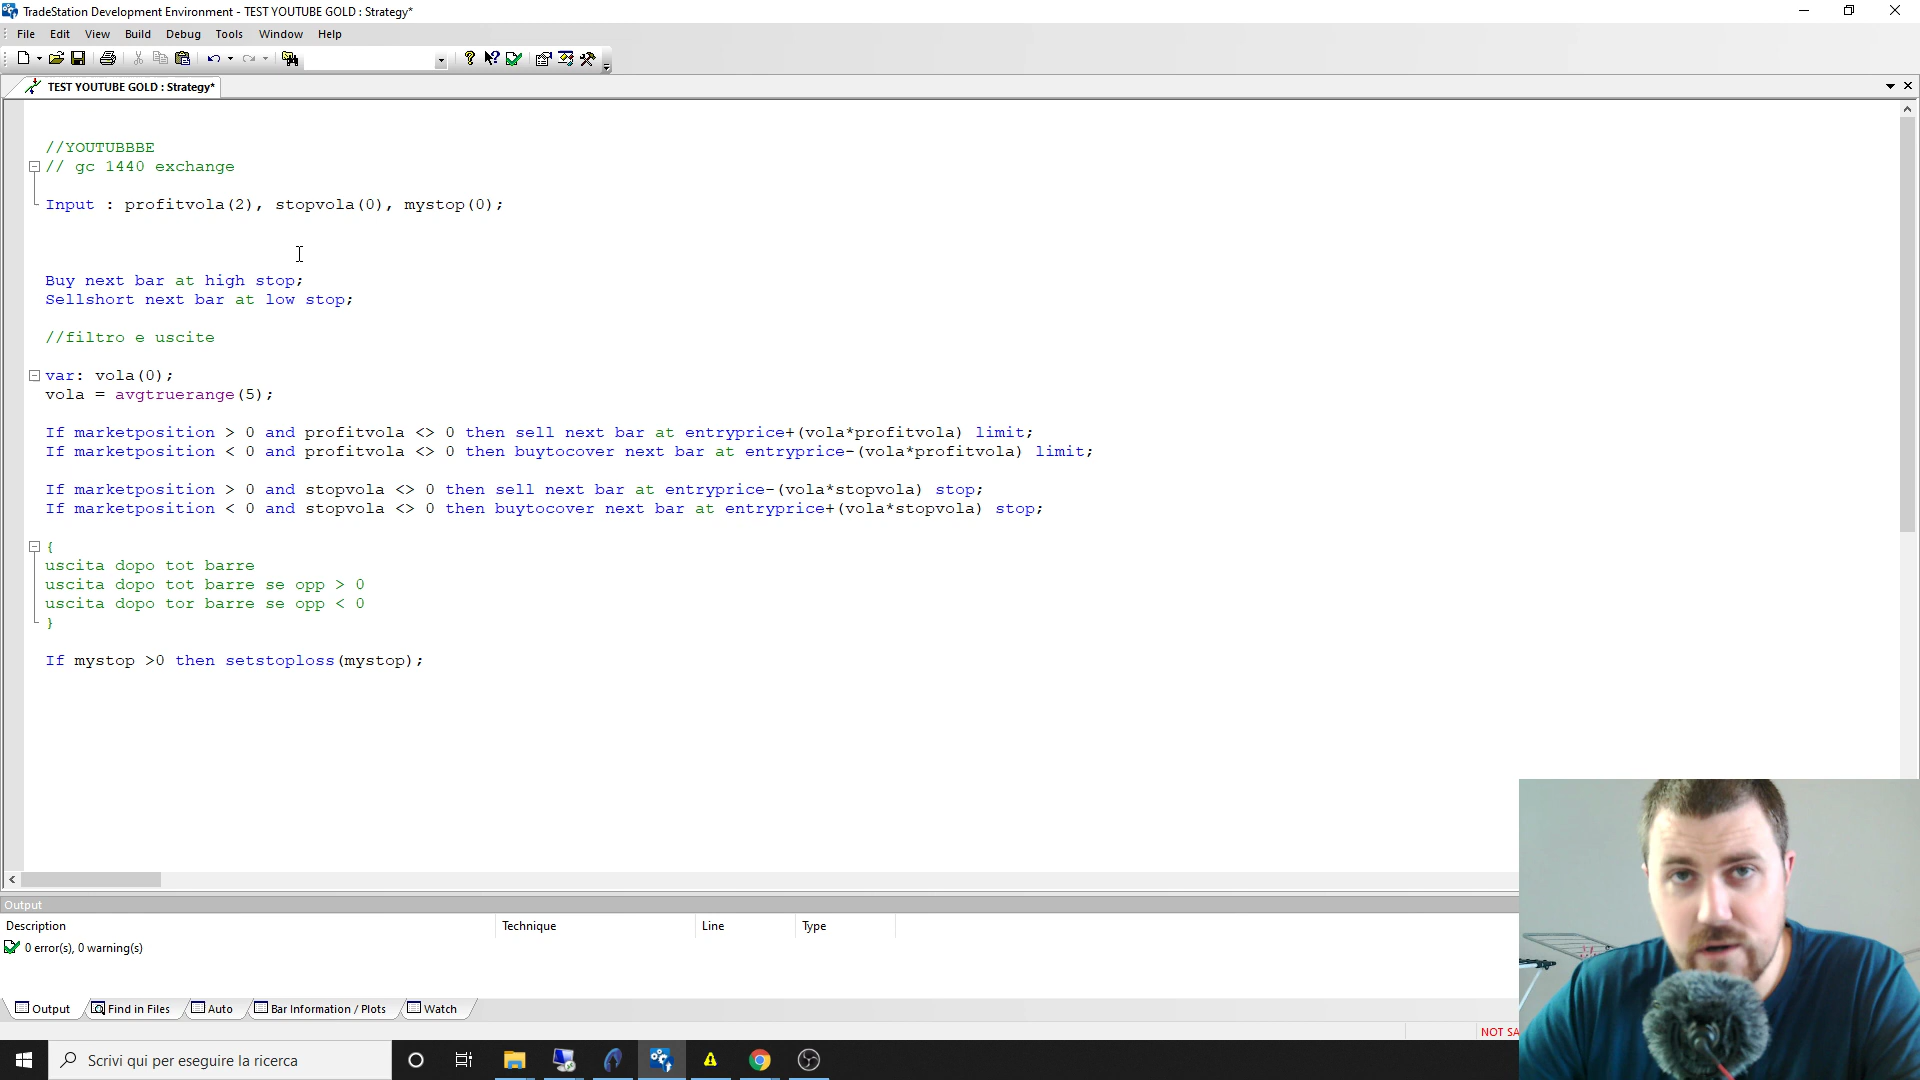 TradeStation Development Environment - TEST YOUTUBE GOLD : Strategy*
File Edit View Build Debug Tools Window Help
TEST YOUTUBE GOLD : Strategy*
//YOUTUBBBE
// gc 1440 exchange
Input : profitvola(2), stopvola(0), mystop(0);
Buy next bar at high stop;
Sellshort next bar at low stop;
//filtro e uscite
var: vola(0);
vola = avgtruerange(5);
If marketposition > 0 and profitvola <> 0 then sell next bar at entryprice+(vola*profitvola) limit;
If marketposition < 0 and profitvola <> 0 then buytocover next bar at entryprice-(vola*profitvola) limit;
If marketposition > 0 and stopvola <> 0 then sell next bar at entryprice-(vola*stopvola) stop;
If marketposition < 0 and stopvola <> 0 then buytocover next bar at entryprice+(vola*stopvola) stop;
{
uscita dopo tot barre
uscita dopo tot barre se opp > 0
uscita dopo tor barre se opp < 0
}
If mystop >0 then setstoploss(mystop);
Output
Description Technique Line Type
0 error(s), 0 warning(s)
Output Find in Files Auto Bar Information / Plots Watch
NOT SA
Scrivi qui per eseguire la ricerca